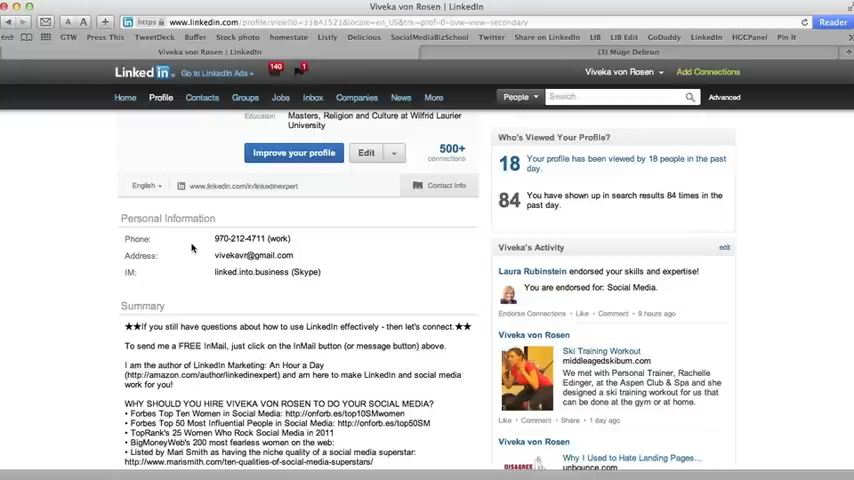 Viveka von Rosen | LinkedIn
https www.linkedin.com/profile/view?id=11841521&locale=en_US&trk=prof-0-ovw-view-secondary
Reader
GTW Press This TweetDeck Buffer Stock photo homestate Listly Delicious SocialMediaBizSchool Twitter Share on LinkedIn LIB LIB Edit GoDaddy LinkedIn HGCPanel Pin It
Viveka von Rosen | LinkedIn
(3) Müge Debrun
Linked in Go to LinkedIn Ads » 140 1
Viveka von Rosen Add Connections
Home Profile Contacts Groups Jobs Inbox Companies News More
People Search... Advanced
Education Masters, Religion and Culture at Wilfrid Laurier
University
Improve your profile Edit
500+
connections
English www.linkedin.com/in/linkedinexpert Contact Info
Personal Information
Phone: 970-212-4711 (work)
Address: vivekavr@gmail.com
IM: linked.into.business (Skype)
Summary
★★If you still have questions about how to use LinkedIn effectively - then let's connect.★★
To send me a FREE InMail, just click on the InMail button (or message button) above.
I am the author of LinkedIn Marketing: An Hour a Day
(http://amazon.com/author/linkedinexpert) and am here to make LinkedIn and social media
work for you!
WHY SHOULD YOU HIRE VIVEKA VON ROSEN TO DO YOUR SOCIAL MEDIA?
• Forbes Top Ten Women in Social Media: http://onforb.es/top10SMwomen
• Forbes Top 50 Most Influential People in Social Media: http://onforb.es/top50SM
• TopRank's 25 Women Who Rock Social Media in 2011
• BigMoneyWeb's 200 most fearless women on the web:
• Listed by Mari Smith as having the niche quality of a social media superstar:
http://www.marismith.com/ten-qualities-of-social-media-superstars/
Who's Viewed Your Profile?
18 Your profile has been viewed by 18 people in the past
day.
84 You have shown up in search results 84 times in the
past day.
Viveka's Activity edit
Laura Rubinstein endorsed your skills and expertise!
You are endorsed for: Social Media.
Endorse Connections • Like • Comment • 9 hours ago
Viveka von Rosen
Ski Training Workout
middleagedskibum.com
We met with Personal Trainer, Rachelle
Edinger, at the Aspen Club & Spa and she
designed a ski training workout for us that
can be done at the gym or at home.
Like • Comment • Share • 1 day ago
Viveka von Rosen
Why I Used to Hate Landing Pages…
unbounce.com
DISAGREE